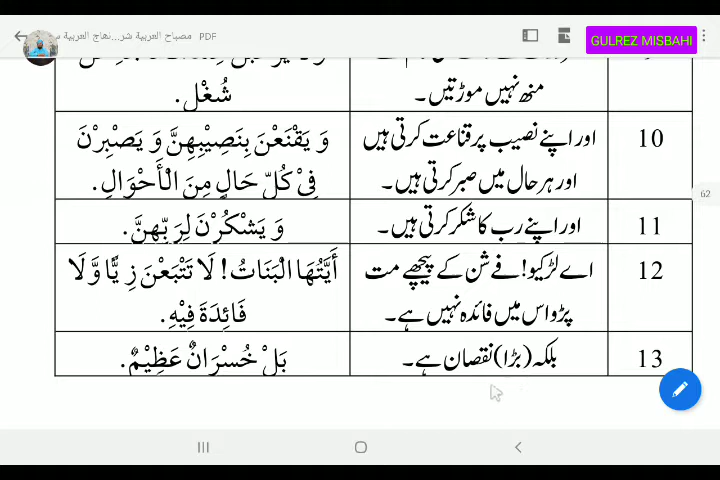 مصباح العربية شر...نهاج العربية س PDF
GULREZ MISBAHI
منھ نہیں موڑتیں۔
شُغْل.
10
اور اپنے نصیب پر قناعت کرتی ہیں
اور ہر حال میں صبر کرتی ہیں۔
وَ يَقْنَعْنَ بِنَصِيْبِهِنَّ وَ يَصْبِرْنَ
فِيْ كُلِّ حَالٍ مِنَ الْأَحْوَالِ.
62
11
اور اپنے رب کا شکر کرتی ہیں۔
وَ يَشْكُرْنَ لِرَبِّهِنَّ.
12
اے لڑکیو! فے شن کے پیچھے مت
پڑو اس میں فائدہ نہیں ہے۔
أَيَّتُهَا الْبَنَاتُ! لَا تَتْبَعْنَ زِيًّا وَّلَا
فَائِدَةَ فِيْهِ.
13
بلکہ (بڑا) نقصان ہے۔
بَلْ خُسْرَانٌ عَظِيْمٌ.